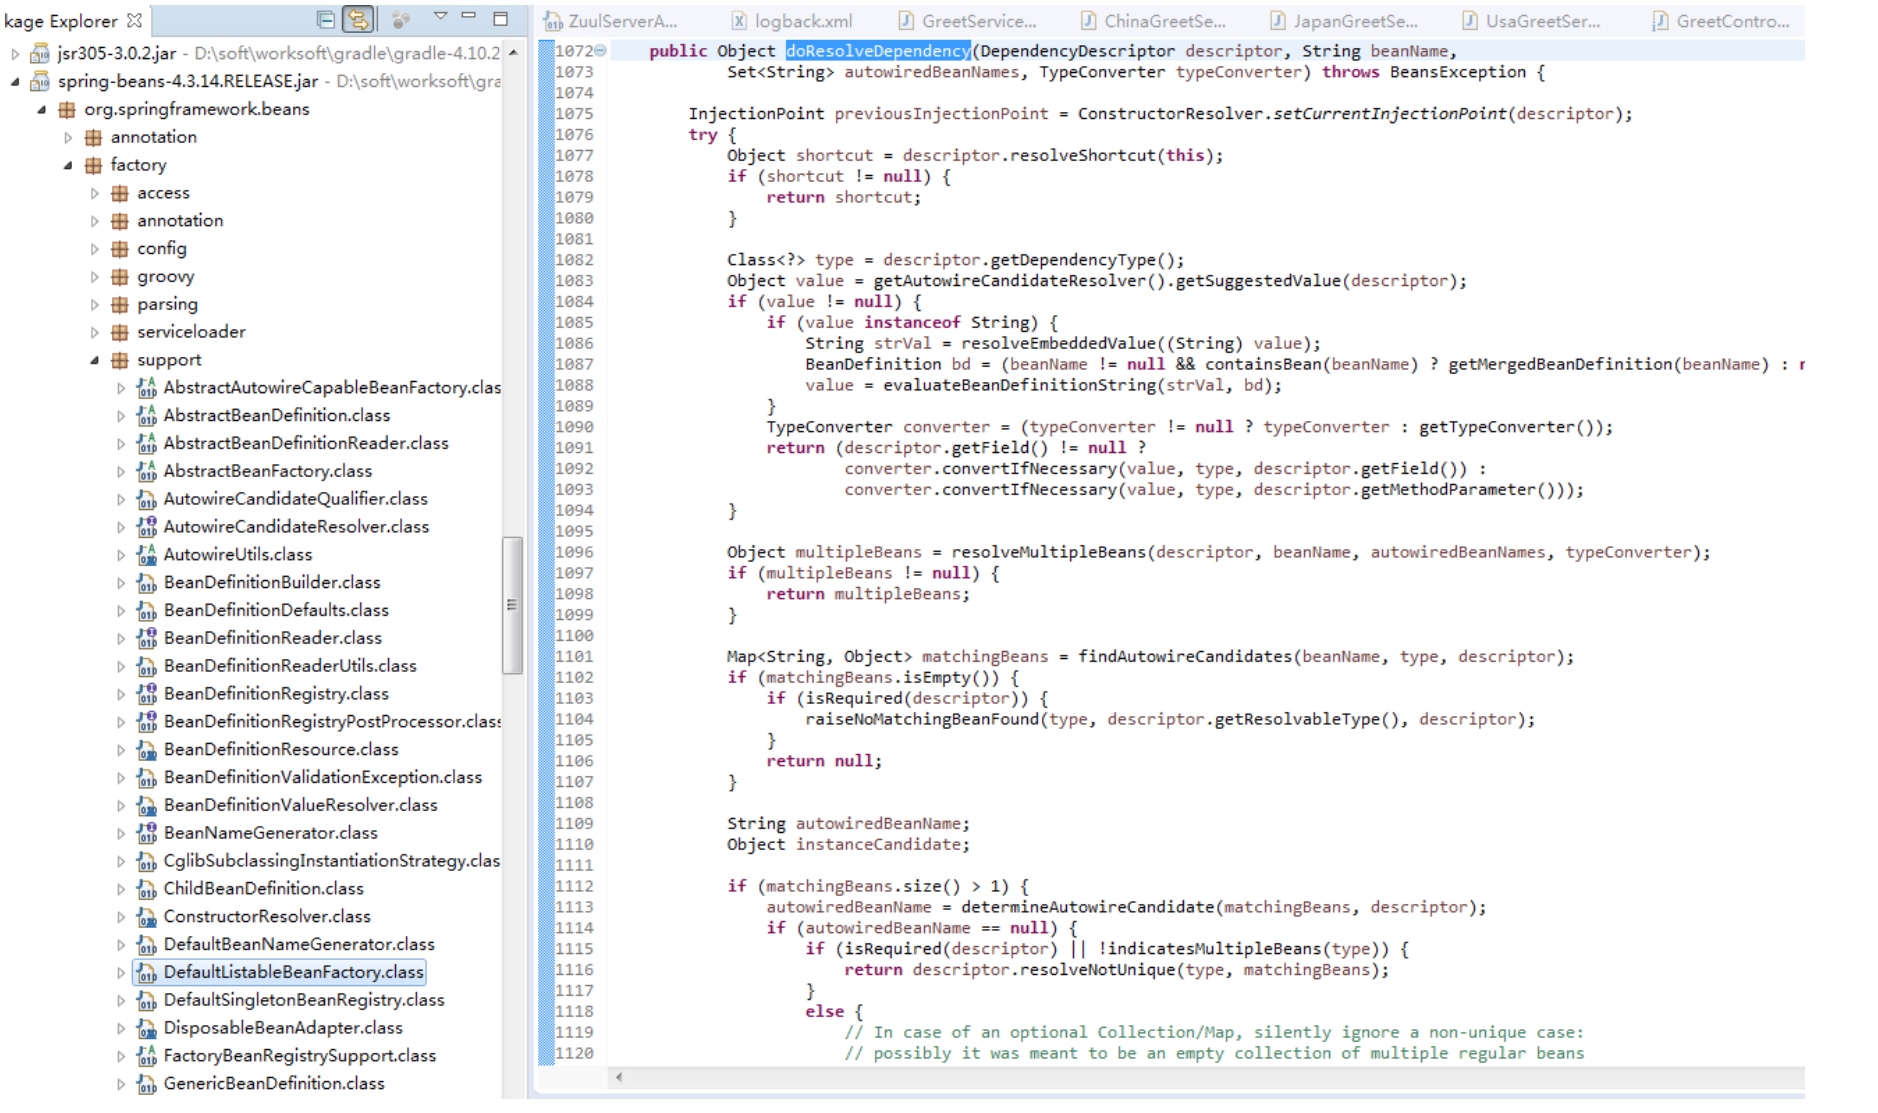 kage Explorer
jsr305-3.0.2.jar - D:\soft\worksoft\gradle\gradle-4.10.2
spring-beans-4.3.14.RELEASE.jar - D:\soft\worksoft\gra
org.springframework.beans
annotation
factory
access
annotation
config
groovy
parsing
serviceloader
support
AbstractAutowireCapableBeanFactory.clas
AbstractBeanDefinition.class
AbstractBeanDefinitionReader.class
AbstractBeanFactory.class
AutowireCandidateQualifier.class
AutowireCandidateResolver.class
AutowireUtils.class
BeanDefinitionBuilder.class
BeanDefinitionDefaults.class
BeanDefinitionReader.class
BeanDefinitionReaderUtils.class
BeanDefinitionRegistry.class
BeanDefinitionRegistryPostProcessor.class
BeanDefinitionResource.class
BeanDefinitionValidationException.class
BeanDefinitionValueResolver.class
BeanNameGenerator.class
CglibSubclassingInstantiationStrategy.clas
ChildBeanDefinition.class
ConstructorResolver.class
DefaultBeanNameGenerator.class
DefaultListableBeanFactory.class
DefaultSingletonBeanRegistry.class
DisposableBeanAdapter.class
FactoryBeanRegistrySupport.class
GenericBeanDefinition.class
ZuulServerA... logback.xml GreetService... ChinaGreetSe... JapanGreetSe... UsaGreetSer... GreetContro...
1072 public Object doResolveDependency(DependencyDescriptor descriptor, String beanName,
1073 Set<String> autowiredBeanNames, TypeConverter typeConverter) throws BeansException {
1074
1075 InjectionPoint previousInjectionPoint = ConstructorResolver.setCurrentInjectionPoint(descriptor);
1076 try {
1077 Object shortcut = descriptor.resolveShortcut(this);
1078 if (shortcut != null) {
1079 return shortcut;
1080 }
1081
1082 Class<?> type = descriptor.getDependencyType();
1083 Object value = getAutowireCandidateResolver().getSuggestedValue(descriptor);
1084 if (value != null) {
1085 if (value instanceof String) {
1086 String strVal = resolveEmbeddedValue((String) value);
1087 BeanDefinition bd = (beanName != null && containsBean(beanName) ? getMergedBeanDefinition(beanName) : n
1088 value = evaluateBeanDefinitionString(strVal, bd);
1089 }
1090 TypeConverter converter = (typeConverter != null ? typeConverter : getTypeConverter());
1091 return (descriptor.getField() != null ?
1092 converter.convertIfNecessary(value, type, descriptor.getField()) :
1093 converter.convertIfNecessary(value, type, descriptor.getMethodParameter()));
1094 }
1095
1096 Object multipleBeans = resolveMultipleBeans(descriptor, beanName, autowiredBeanNames, typeConverter);
1097 if (multipleBeans != null) {
1098 return multipleBeans;
1099 }
1100
1101 Map<String, Object> matchingBeans = findAutowireCandidates(beanName, type, descriptor);
1102 if (matchingBeans.isEmpty()) {
1103 if (isRequired(descriptor)) {
1104 raiseNoMatchingBeanFound(type, descriptor.getResolvableType(), descriptor);
1105 }
1106 return null;
1107 }
1108
1109 String autowiredBeanName;
1110 Object instanceCandidate;
1111
1112 if (matchingBeans.size() > 1) {
1113 autowiredBeanName = determineAutowireCandidate(matchingBeans, descriptor);
1114 if (autowiredBeanName == null) {
1115 if (isRequired(descriptor) || !indicatesMultipleBeans(type)) {
1116 return descriptor.resolveNotUnique(type, matchingBeans);
1117 }
1118 else {
1119 // In case of an optional Collection/Map, silently ignore a non-unique case:
1120 // possibly it was meant to be an empty collection of multiple regular beans